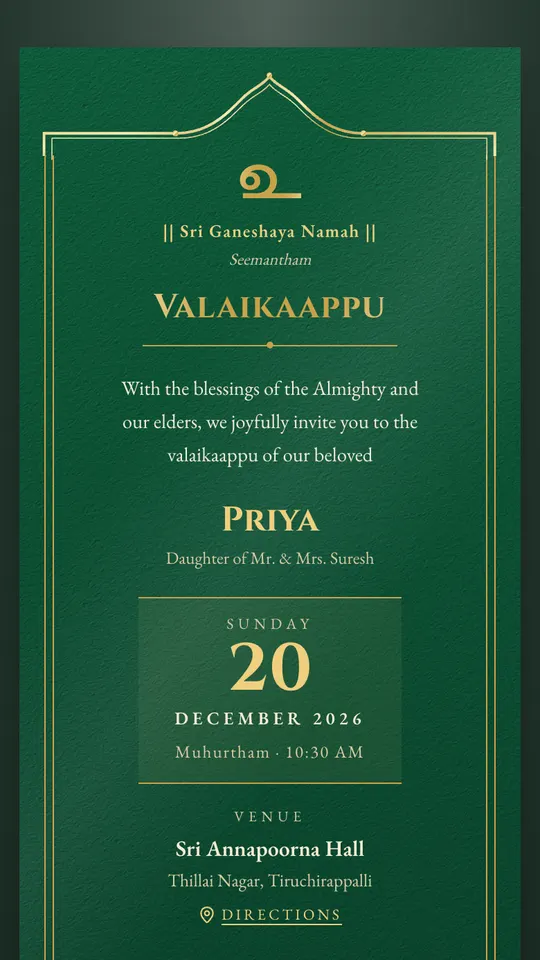 உ
|| Sri Ganeshaya Namah ||
Seemantham
Valaikaappu
With the blessings of the Almighty and
our elders, we joyfully invite you to the
valaikaappu of our beloved
Priya
Daughter of Mr. & Mrs. Suresh
SUNDAY
20
DECEMBER 2026
Muhurtham · 10:30 AM
VENUE
Sri Annapoorna Hall
Thillai Nagar, Tiruchirappalli
DIRECTIONS